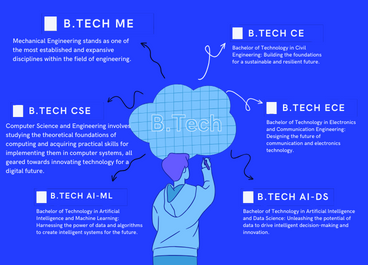 B.TECH ME
Mechanical Engineering stands as one of
the most established and expansive
disciplines within the field of engineering.
B.TECH CE
Bachelor of Technology in Civil
Engineering: Building the foundations
for a sustainable and resilient future.
B.TECH CSE
Computer Science and Engineering involves
studying the theoretical foundations of
computing and acquiring practical skills for
implementing them in computer systems, all
geared towards innovating technology for a
digital future.
B.Tech
B.TECH ECE
Bachelor of Technology in Electronics
and Communication Engineering:
Designing the future of
communication and electronics
technology.
B.TECH AI-ML
Bachelor of Technology in Artificial
Intelligence and Machine Learning:
Harnessing the power of data and algorithms
to create intelligent systems for the future.
B.TECH AI-DS
Bachelor of Technology in Artificial Intelligence
and Data Science: Unleashing the potential of
data to drive intelligent decision-making and
innovation.